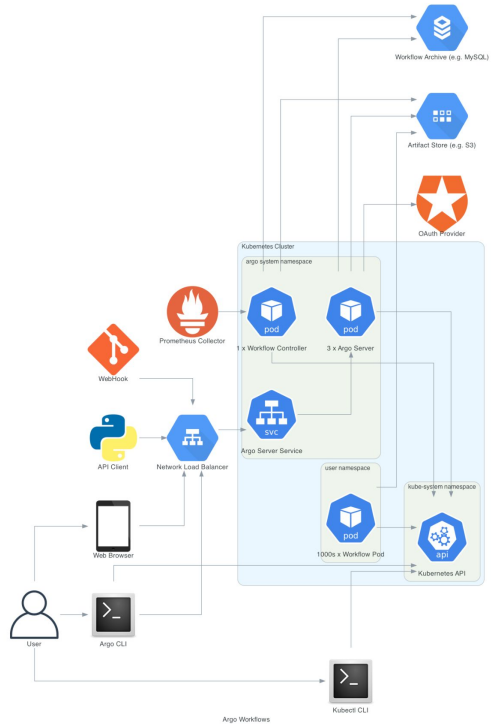 Workflow Archive (e.g. MySQL)
Artifact Store (e.g. S3)
OAuth Provider
Kubernetes Cluster
argo system namespace
Prometheus Collector
pod
1 x Workflow Controller
pod
3 x Argo Server
WebHook
API Client
Network Load Balancer
svc
Argo Server Service
user namespace
pod
1000s x Workflow Pod
kube-system namespace
api
Kubernetes API
Web Browser
User
Argo CLI
Kubectl CLI
Argo Workflows